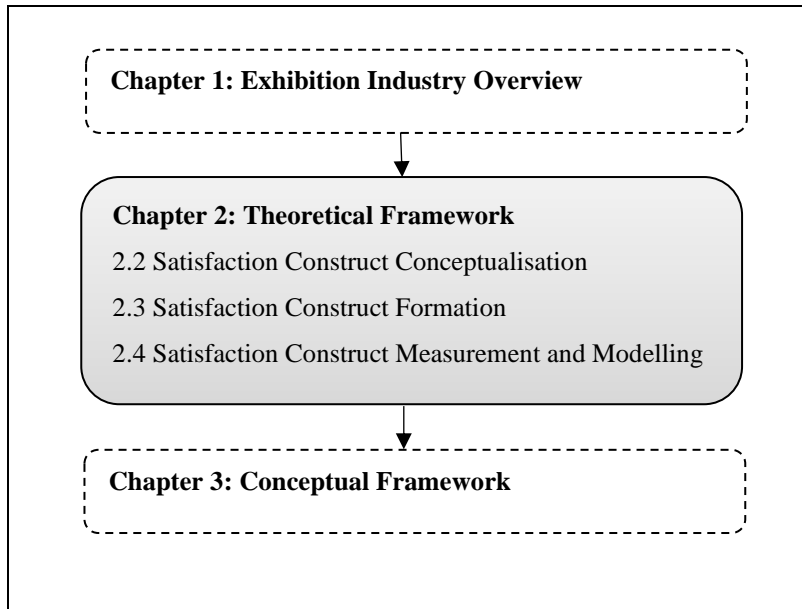 Chapter 1: Exhibition Industry Overview
Chapter 2: Theoretical Framework
2.2 Satisfaction Construct Conceptualisation
2.3 Satisfaction Construct Formation
2.4 Satisfaction Construct Measurement and Modelling
Chapter 3: Conceptual Framework